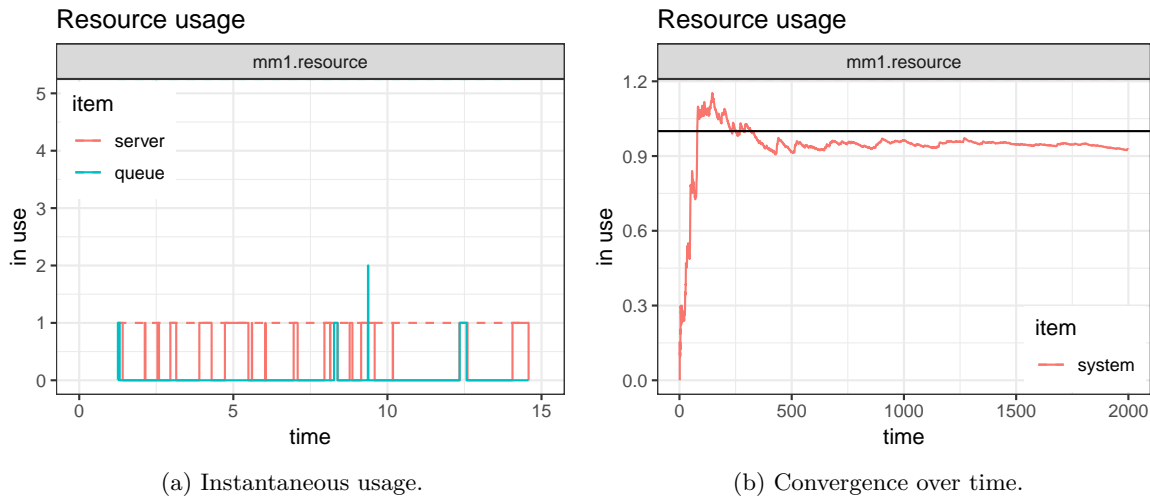 Resource usage
mm1.resource
5
4
3
2
1
0
in use
item
server
queue
0
5
10
15
time
(a) Instantaneous usage.
Resource usage
mm1.resource
1.2
0.9
0.6
0.3
0.0
in use
item
system
0
500
1000
1500
2000
time
(b) Convergence over time.